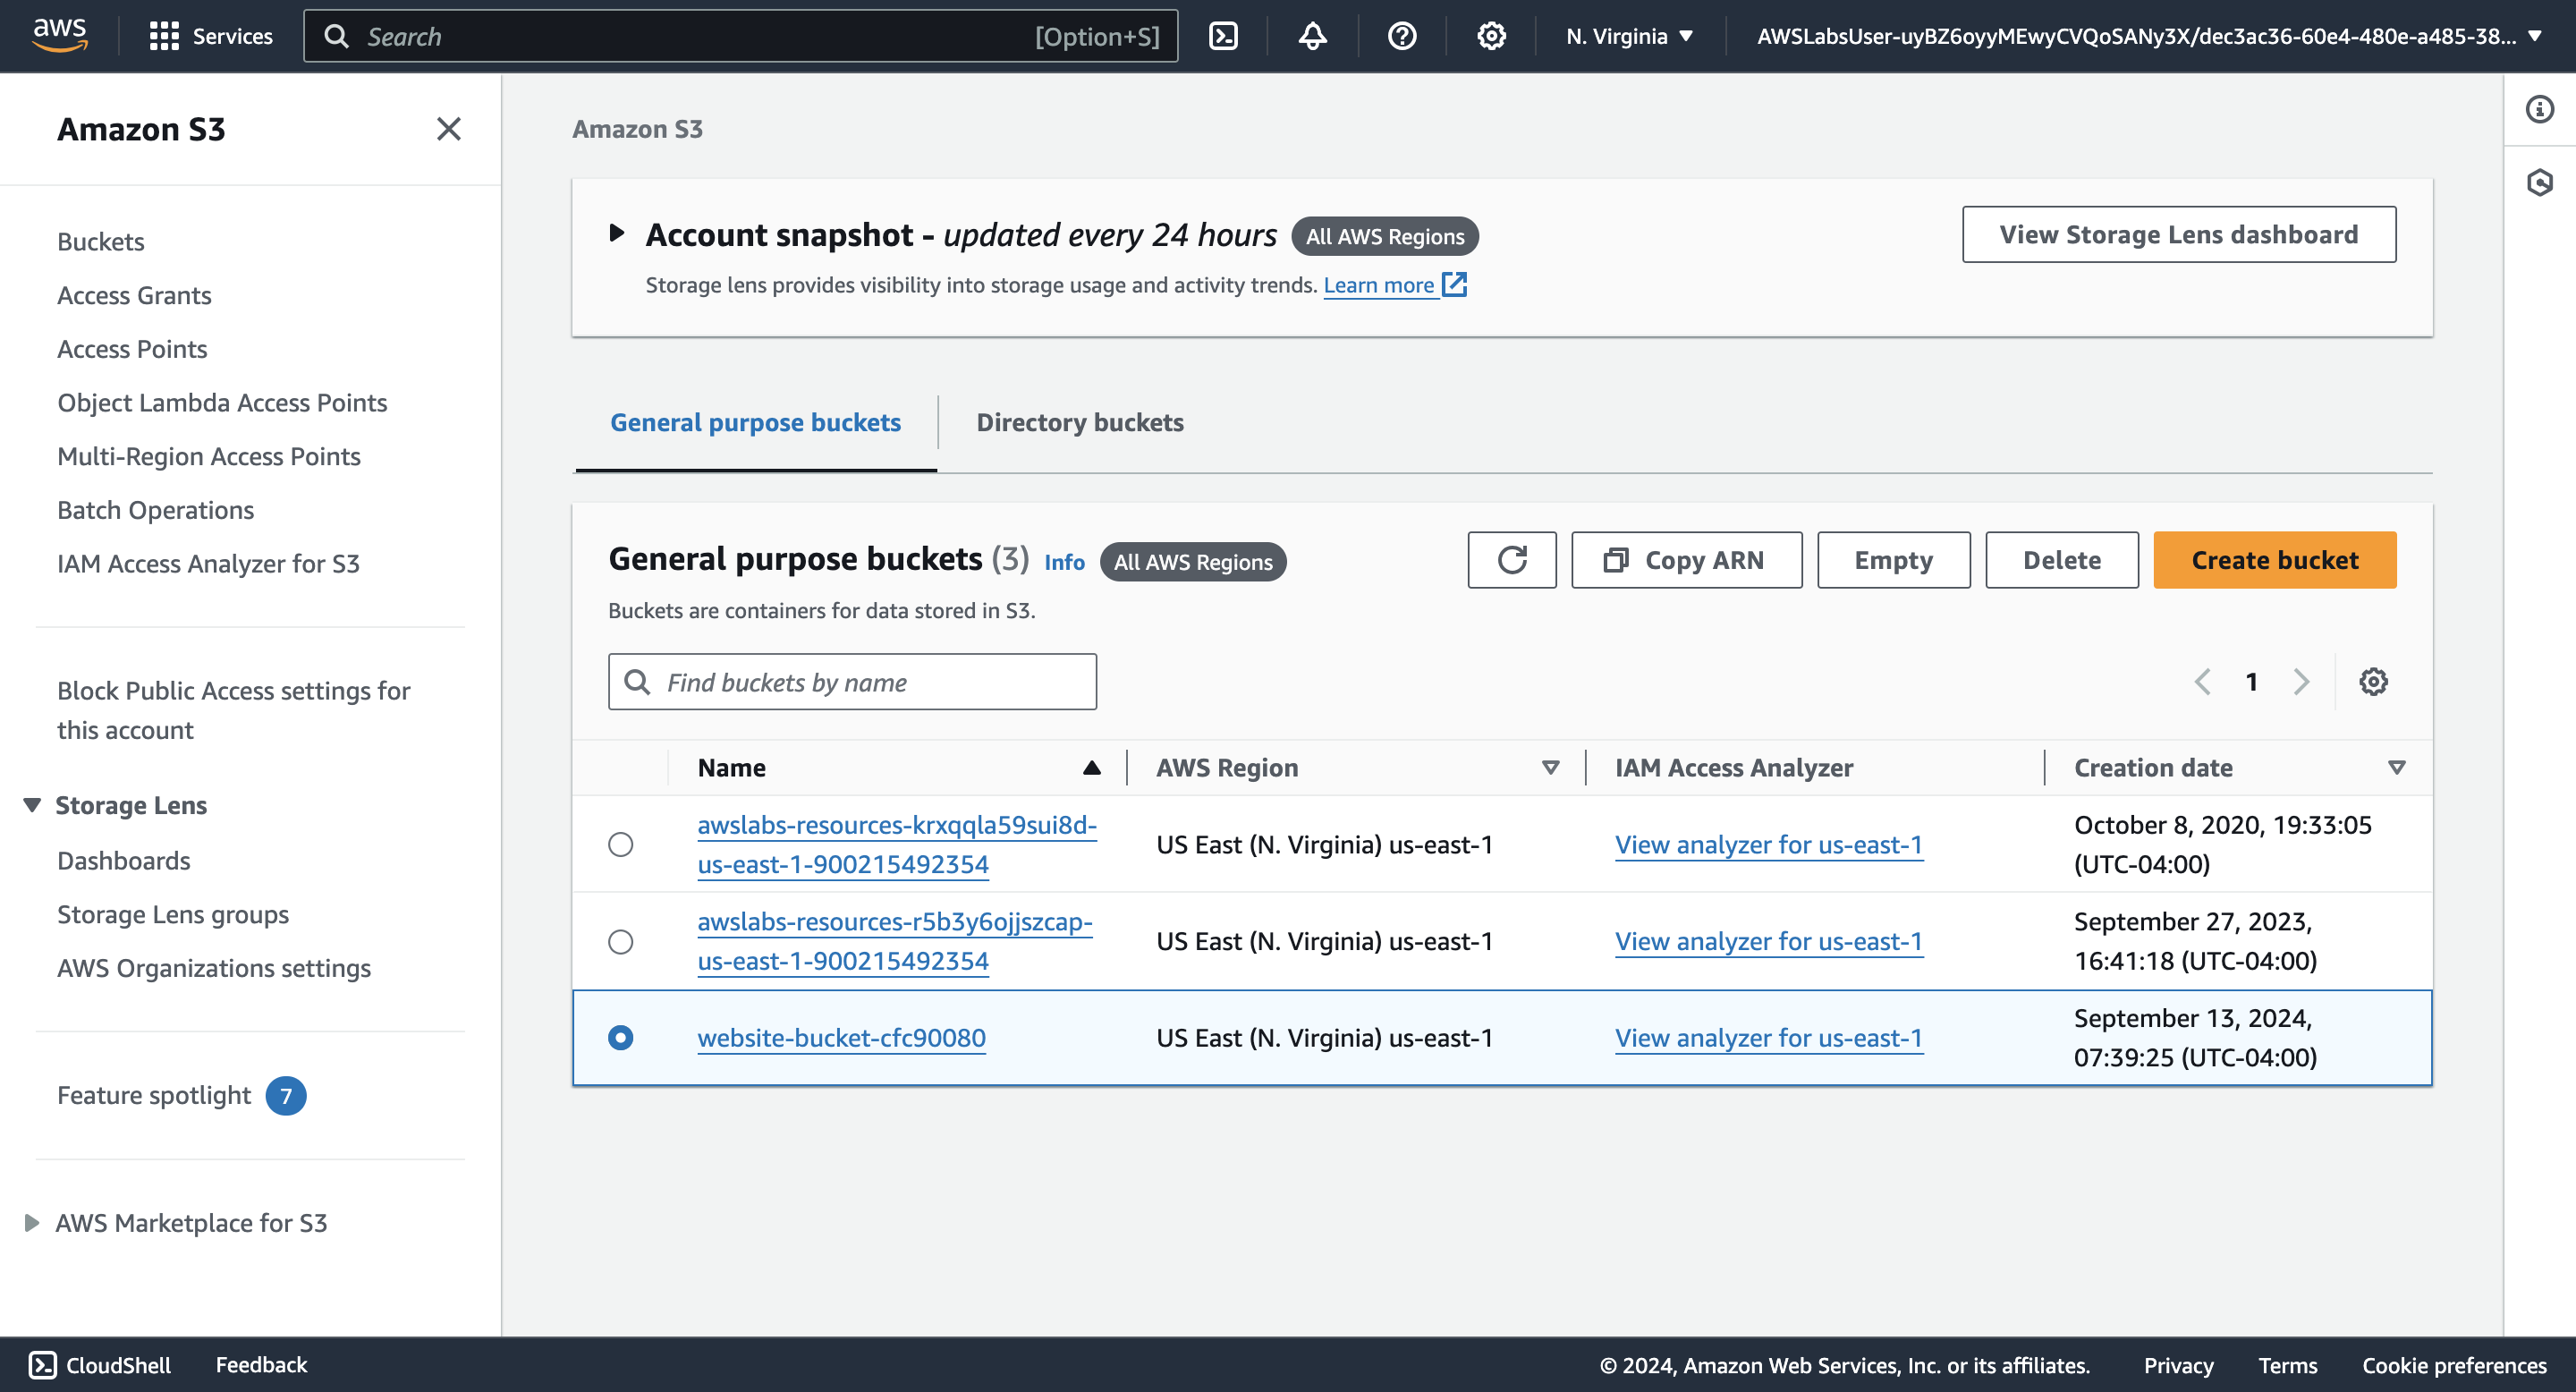 aws
Services
Search
[Option+S]
N. Virginia
AWSLabsUser-uyBZ6oyyMEwyCVQoSANy3X/dec3ac36-60e4-480e-a485-38...
Amazon S3
Buckets
Access Grants
Access Points
Object Lambda Access Points
Multi-Region Access Points
Batch Operations
IAM Access Analyzer for S3
Block Public Access settings for
this account
Storage Lens
Dashboards
Storage Lens groups
AWS Organizations settings
Feature spotlight 7
AWS Marketplace for S3
Amazon S3
Account snapshot - updated every 24 hours All AWS Regions
Storage lens provides visibility into storage usage and activity trends. Learn more
View Storage Lens dashboard
General purpose buckets
Directory buckets
General purpose buckets (3) Info All AWS Regions
Buckets are containers for data stored in S3.
Copy ARN
Empty
Delete
Create bucket
Find buckets by name
1
Name
AWS Region
IAM Access Analyzer
Creation date
awslabs-resources-krxqqla59sui8d-
us-east-1-900215492354
US East (N. Virginia) us-east-1
View analyzer for us-east-1
October 8, 2020, 19:33:05
(UTC-04:00)
awslabs-resources-r5b3y6ojjszcap-
us-east-1-900215492354
US East (N. Virginia) us-east-1
View analyzer for us-east-1
September 27, 2023,
16:41:18 (UTC-04:00)
website-bucket-cfc90080
US East (N. Virginia) us-east-1
View analyzer for us-east-1
September 13, 2024,
07:39:25 (UTC-04:00)
CloudShell
Feedback
© 2024, Amazon Web Services, Inc. or its affiliates.
Privacy
Terms
Cookie preferences